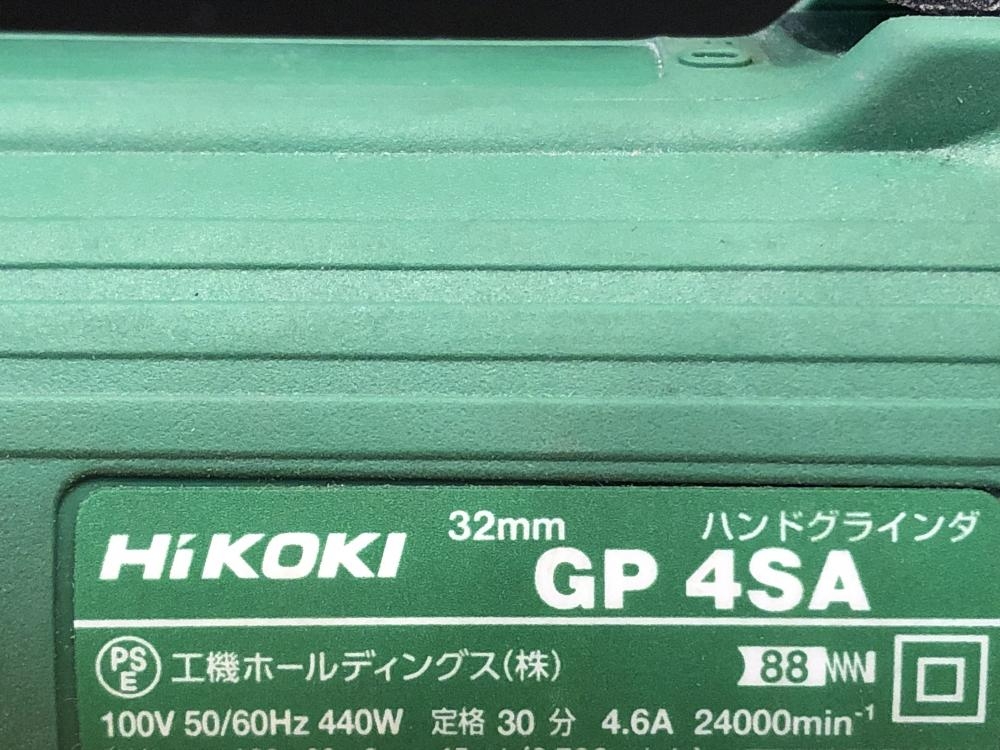 HiKOKI 32mm ハンドグラインダ
GP 4SA
PSE 工機ホールディングス(株) 88
100V 50/60Hz 440W 定格 30 分 4.6A 24000min⁻¹